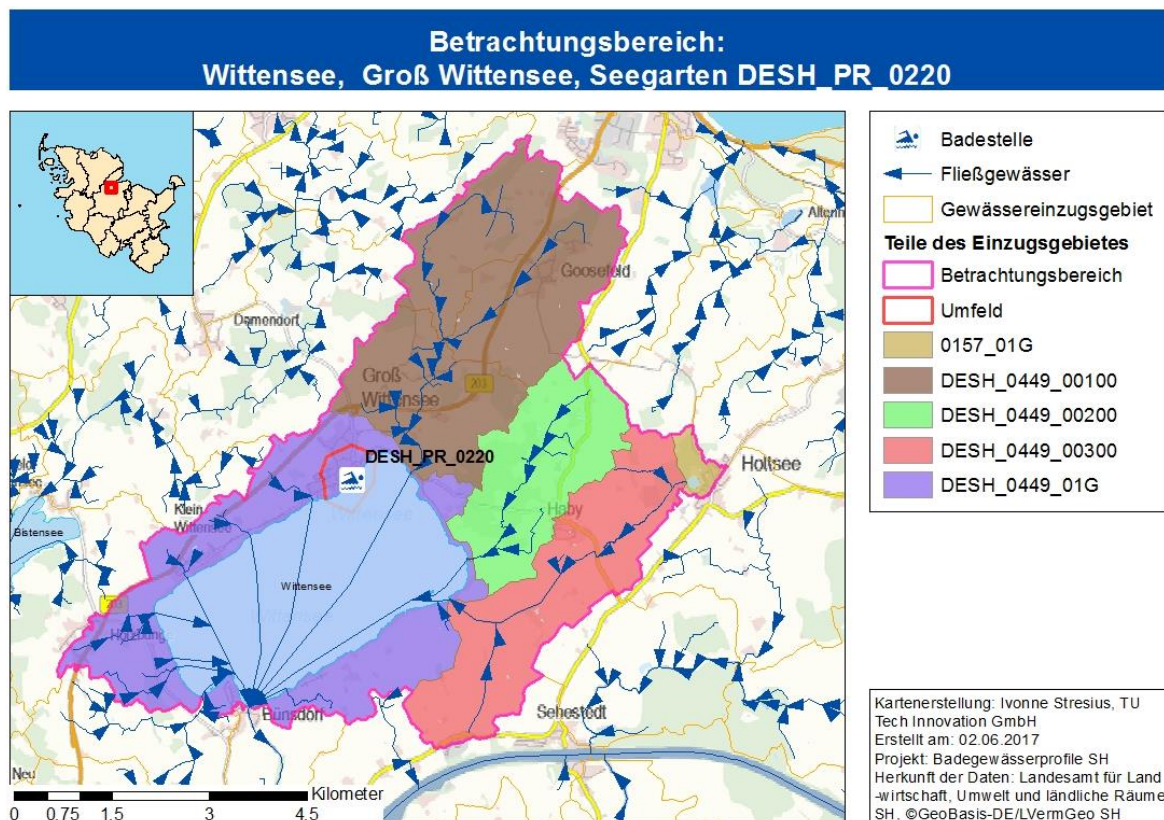 Betrachtungsbereich:
Wittensee, Groß Wittensee, Seegarten DESH_PR_0220
Goosefeld
Damendorf
Groß
Wittensee
203
DESH_PR_0220
Holtsee
Klein
Wittensee
Haby
Bistensee
Wittensee
203
Bünsdorf
Sehestedt
Neu
Kilometer
0 0.75 1.5 3 4.5
Badestelle
Fließgewässer
Gewässereinzugsgebiet
Teile des Einzugsgebietes
Betrachtungsbereich
Umfeld
0157_01G
DESH_0449_00100
DESH_0449_00200
DESH_0449_00300
DESH_0449_01G
Kartenerstellung: Ivonne Stresius, TU
Tech Innovation GmbH
Erstellt am: 02.06.2017
Projekt: Badegewässerprofile SH
Herkunft der Daten: Landesamt für Land
-wirtschaft, Umwelt und ländliche Räume
SH, ©GeoBasis-DE/LVermGeo SH